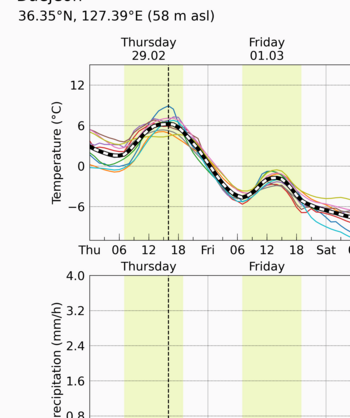 36.35°N, 127.39°E (58 m asl)
Thursday Friday
29.02 01.03
Temperature (°C)
12
6
0
−6
Thu 06 12 18 Fri 06 12 18 Sat
Thursday Friday
4.0
3.2
2.4
1.6
0.8